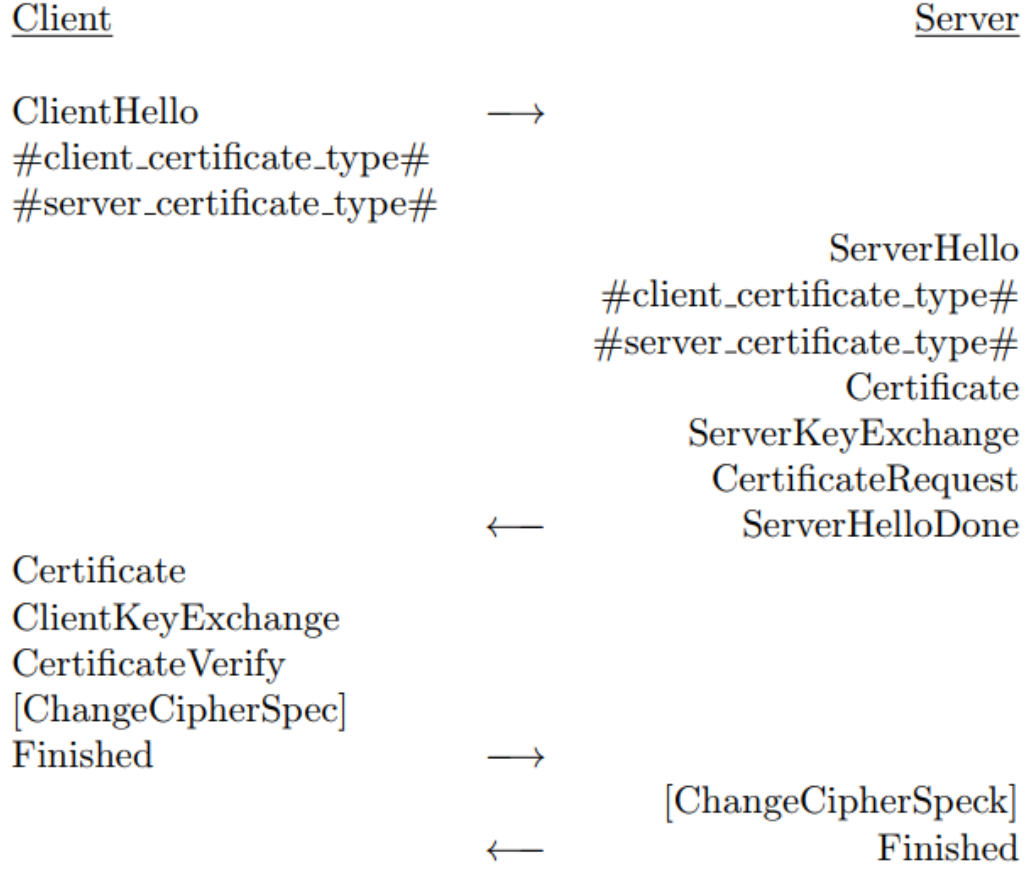 Client Server
ClientHello ⟶
#client_certificate_type#
#server_certificate_type#
ServerHello
#client_certificate_type#
#server_certificate_type#
Certificate
ServerKeyExchange
CertificateRequest
⟵ ServerHelloDone
Certificate
ClientKeyExchange
CertificateVerify
[ChangeCipherSpec]
Finished ⟶
[ChangeCipherSpeck]
⟵ Finished